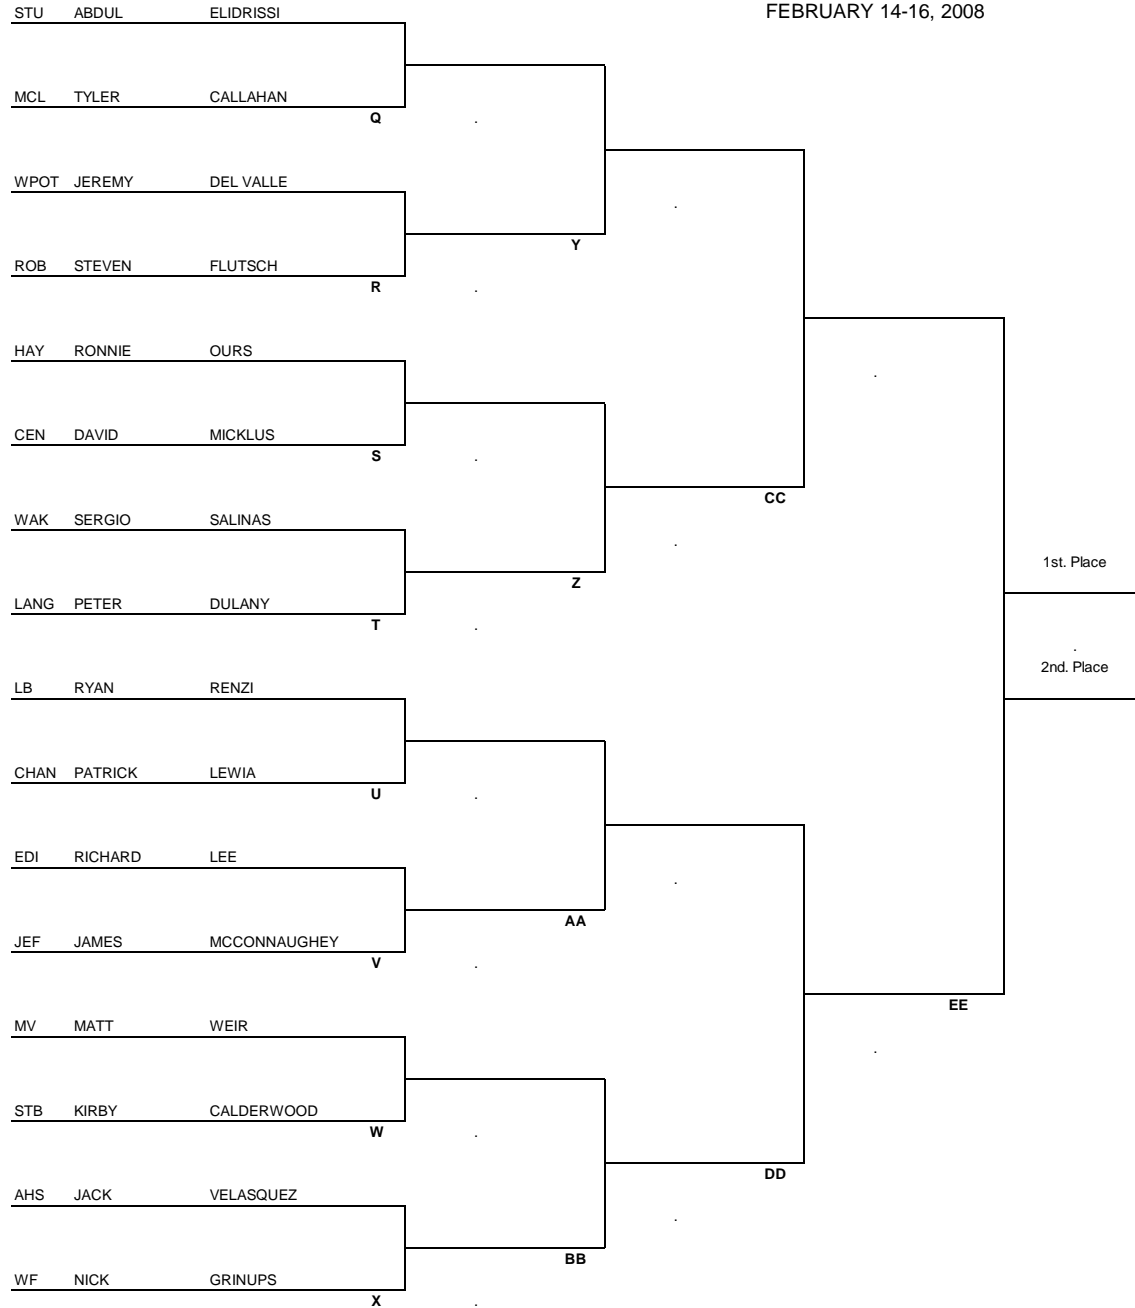 STU ABDUL ELIDRISSI FEBRUARY 14-16, 2008
MCL TYLER CALLAHAN
Q .
WPOT JEREMY DEL VALLE
.
Y
ROB STEVEN FLUTSCH
R .
HAY RONNIE OURS
.
CEN DAVID MICKLUS
S .
CC
WAK SERGIO SALINAS
.
1st. Place
Z
LANG PETER DULANY
T .
.
2nd. Place
LB RYAN RENZI
CHAN PATRICK LEWIA
U .
EDI RICHARD LEE
.
AA
JEF JAMES MCCONNAUGHEY
V .
EE
MV MATT WEIR
.
STB KIRBY CALDERWOOD
W .
DD
AHS JACK VELASQUEZ
.
BB
WF NICK GRINUPS
X .